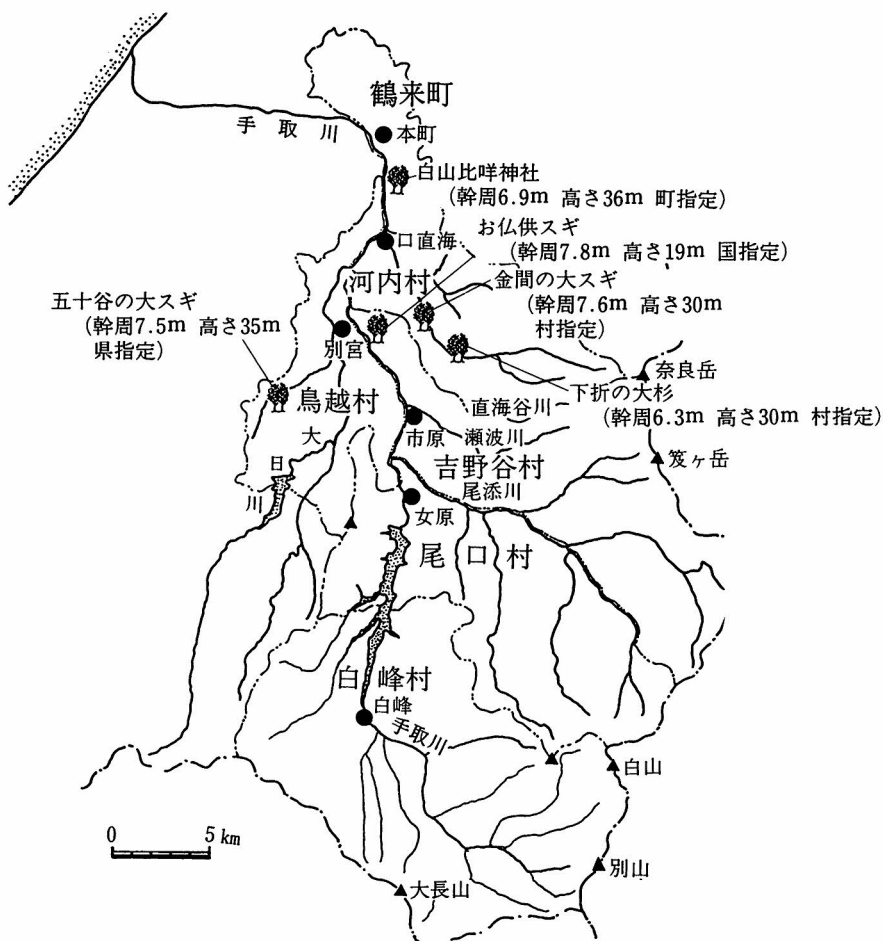 鶴来町
手取川
本町
白山比咩神社
(幹周6.9m 高さ36m 町指定)
お仏供スギ
(幹周7.8m 高さ19m 国指定)
口直海
河内村
金間の大スギ
(幹周7.6m 高さ30m
村指定)
五十谷の大スギ
(幹周7.5m 高さ35m
県指定)
別宮
奈良岳
下折の大杉
(幹周6.3m 高さ30m 村指定)
鳥越村
直海谷川
大日川
市原
瀬波川
吉野谷村
笈ヶ岳
尾添川
女原
尾口村
白峰村
白峰
手取川
白山
0 5km
別山
大長山